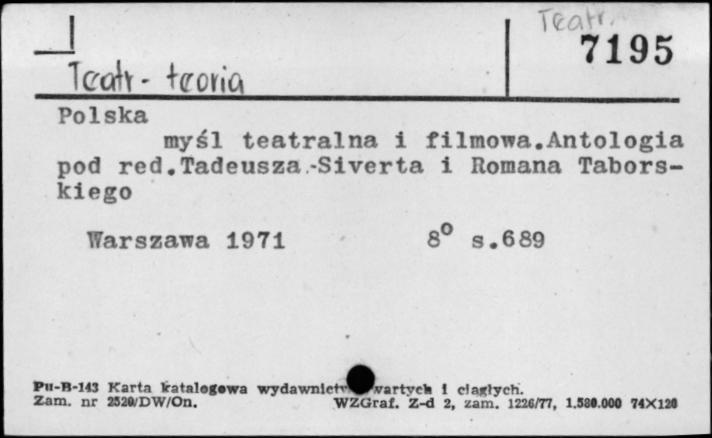 Teatr.
7195
Teatr - teoria
Polska
myśl teatralna i filmowa.Antologia
pod red.Tadeusza -Siverta i Romana Tabors-
kiego
Warszawa 1971 8° s.689
Pu-B-143 Karta katalogowa wydawnictw wartych i ciągłych.
Zam. nr 2520/DW/On. WZGraf. Z-d 2, zam. 1226/77, 1.580.000 74X120